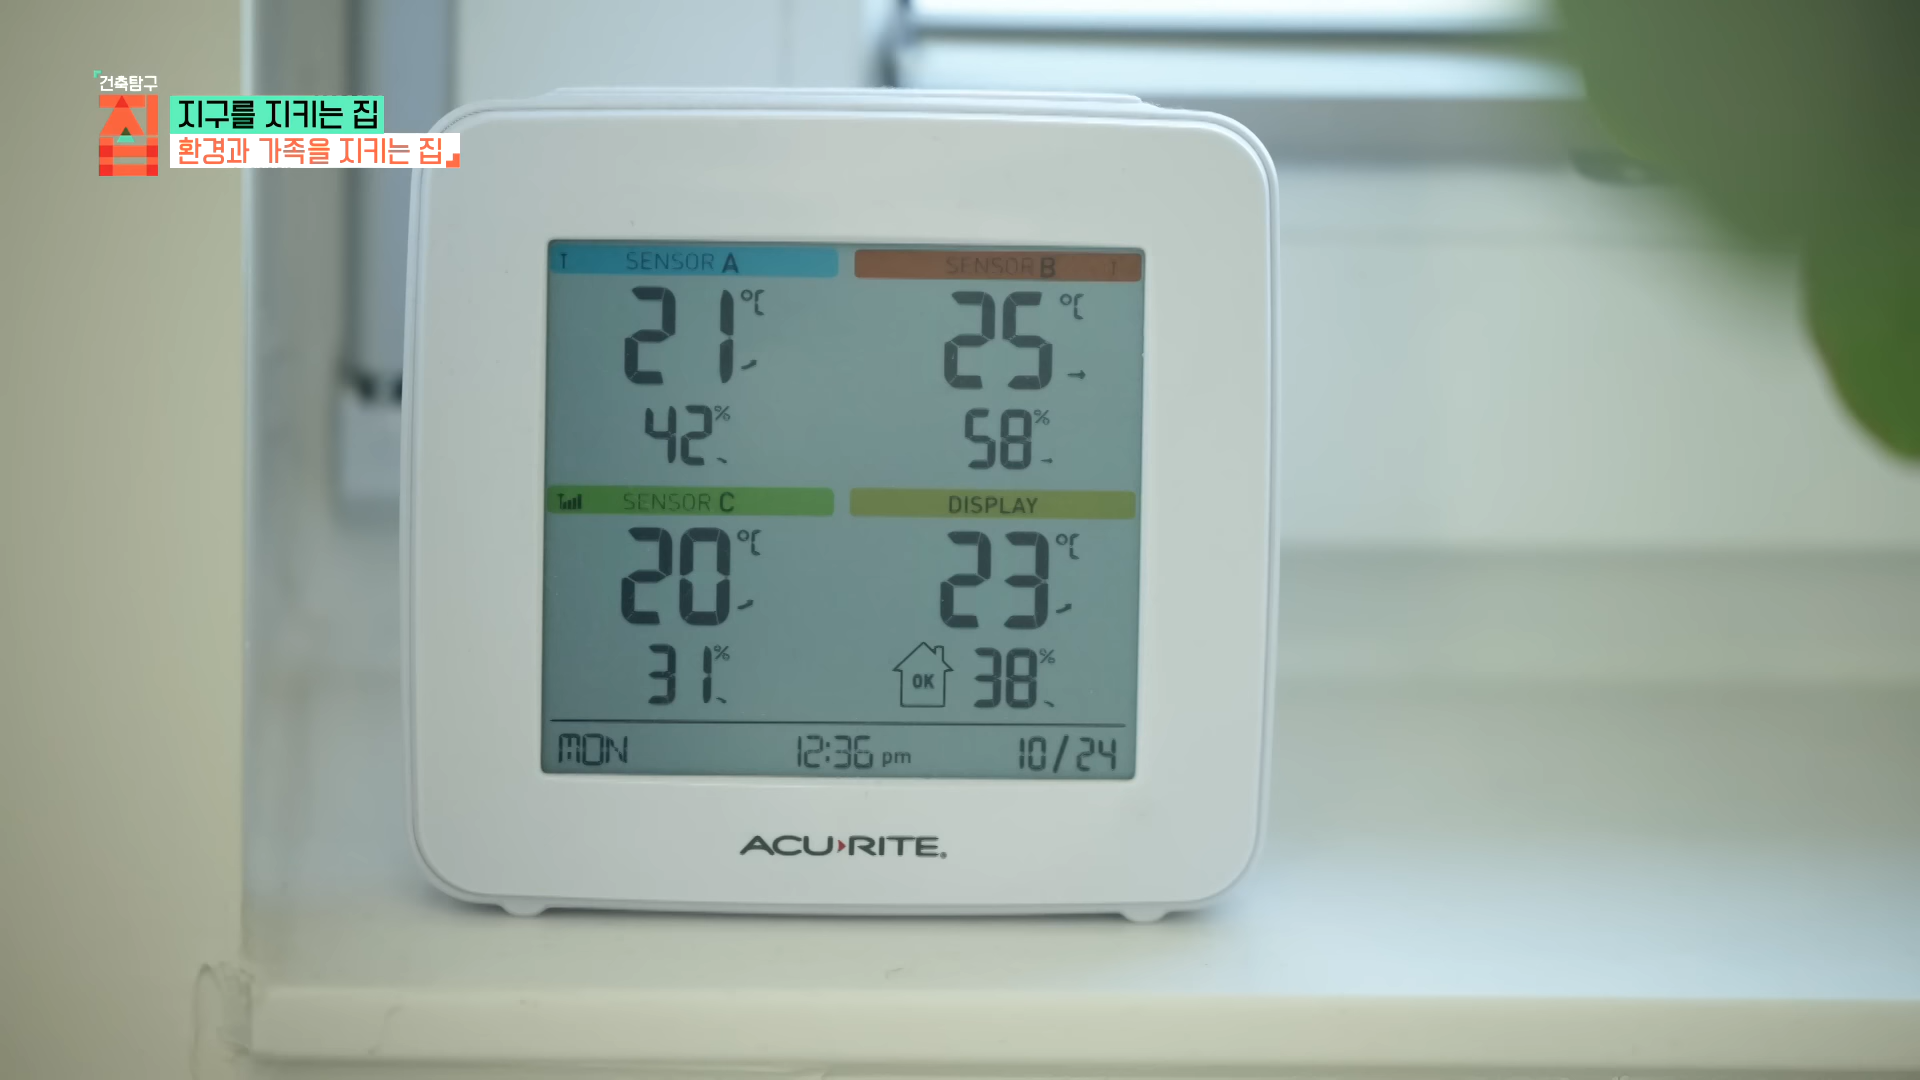 건축탐구
집
지구를 지키는 집
환경과 가족을 지키는 집
SENSOR A
SENSOR B
21 °C
25 °C
42 %
58 %
SENSOR C
DISPLAY
20 °C
23 °C
31 %
OK 38 %
MON 12:36 pm 10/24
ACU›RITE®